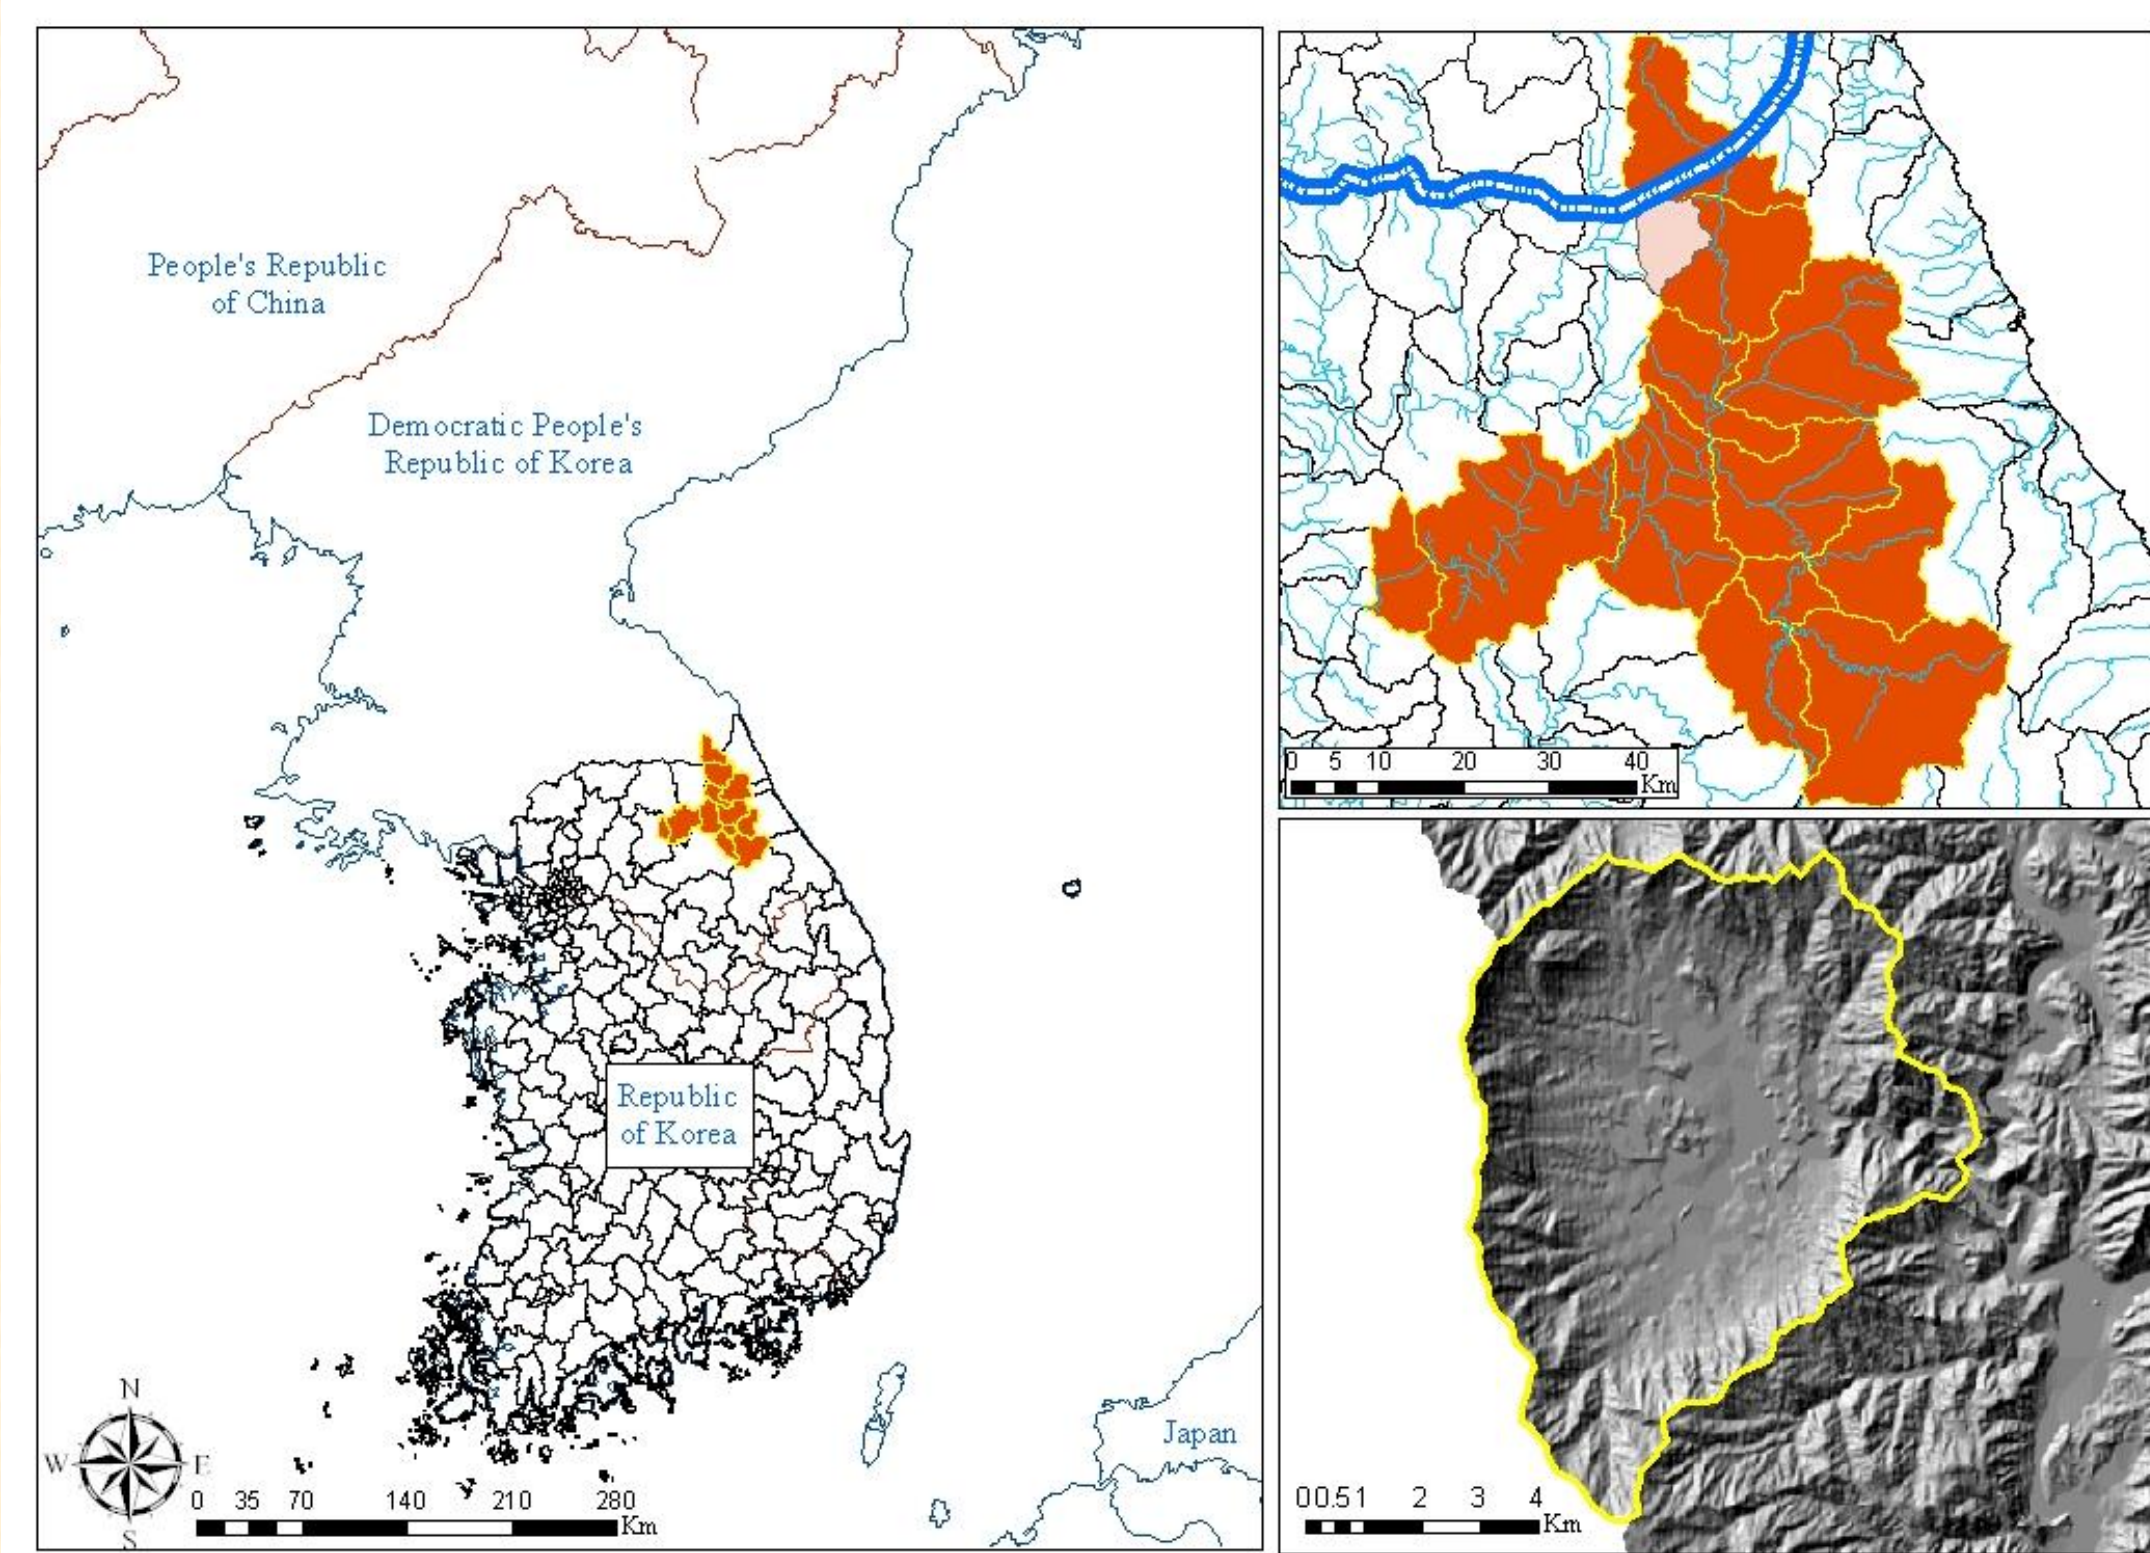 People's Republic
of China
Democratic People's
Republic of Korea
Republic
of Korea
Japan
N
W E
S
0 35 70 140 210 280
Km
0 5 10 20 30 40
Km
0 0.5 1 2 3 4
Km